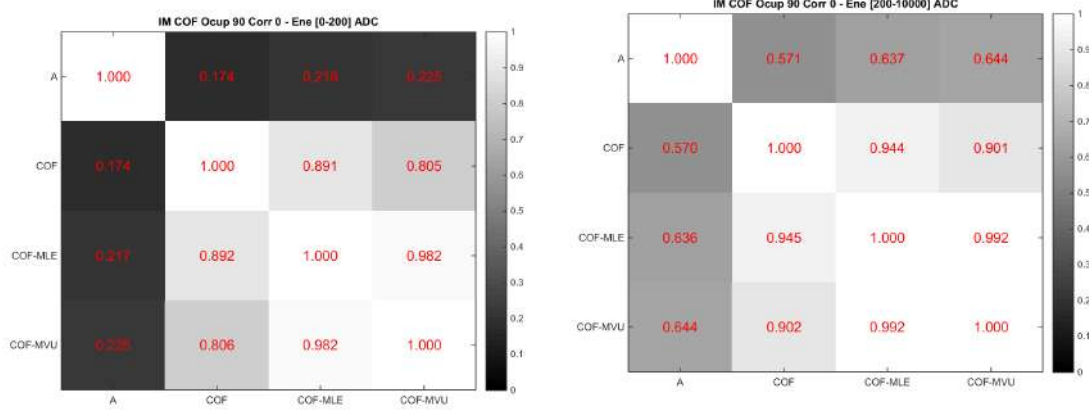 IM COF Ocup 90 Corr 0 - Ene [0-200] ADC
A 1.000 0.174 0.218 0.225
COF 0.174 1.000 0.891 0.805
COF-MLE 0.217 0.892 1.000 0.982
COF-MVU 0.225 0.806 0.982 1.000
A COF COF-MLE COF-MVU
1
0.9
0.8
0.7
0.6
0.5
0.4
0.3
0.2
0.1
0
IM COF Ocup 90 Corr 0 - Ene [200-10000] ADC
A 1.000 0.571 0.637 0.644
COF 0.570 1.000 0.944 0.901
COF-MLE 0.636 0.945 1.000 0.992
COF-MVU 0.644 0.902 0.992 1.000
A COF COF-MLE COF-MVU
1
0.9
0.8
0.7
0.6
0.5
0.4
0.3
0.2
0.1
0